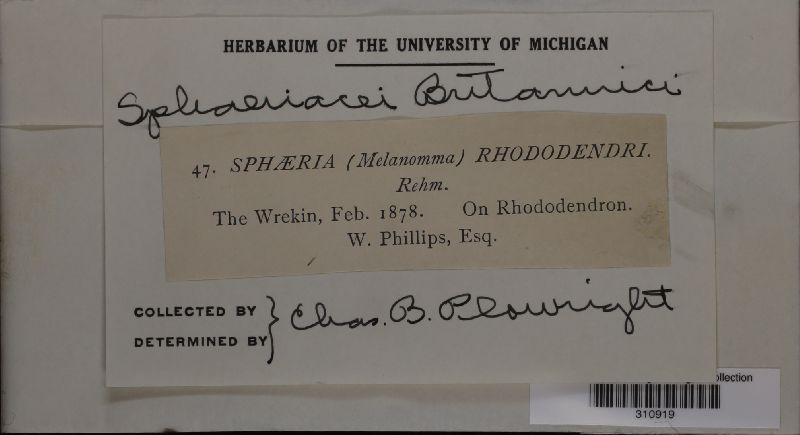 HERBARIUM OF THE UNIVERSITY OF MICHIGAN
Sphaeriacei Britannici
47. SPHÆRIA (Melanomma) RHODODENDRI.
Rehm.
The Wrekin, Feb. 1878. On Rhododendron.
W. Phillips, Esq.
COLLECTED BY } Chas. B. Plowright
DETERMINED BY
310919